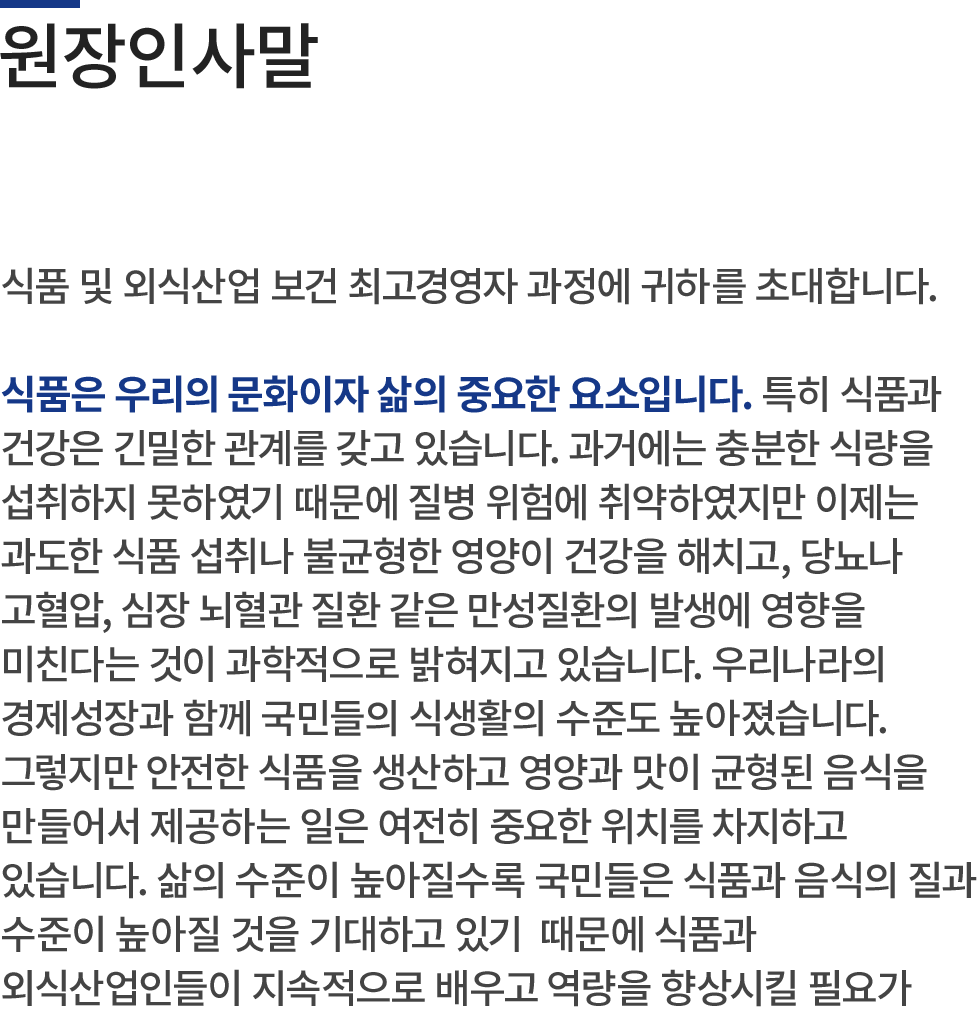 원장인사말
식품 및 외식산업 보건 최고경영자 과정에 귀하를 초대합니다.
식품은 우리의 문화이자 삶의 중요한 요소입니다. 특히 식품과
건강은 긴밀한 관계를 갖고 있습니다. 과거에는 충분한 식량을
섭취하지 못하였기 때문에 질병 위험에 취약하였지만 이제는
과도한 식품 섭취나 불균형한 영양이 건강을 해치고, 당뇨나
고혈압, 심장 뇌혈관 질환 같은 만성질환의 발생에 영향을
미친다는 것이 과학적으로 밝혀지고 있습니다. 우리나라의
경제성장과 함께 국민들의 식생활의 수준도 높아졌습니다.
그렇지만 안전한 식품을 생산하고 영양과 맛이 균형된 음식을
만들어서 제공하는 일은 여전히 중요한 위치를 차지하고
있습니다. 삶의 수준이 높아질수록 국민들은 식품과 음식의 질과
수준이 높아질 것을 기대하고 있기 때문에 식품과
외식산업인들이 지속적으로 배우고 역량을 향상시킬 필요가